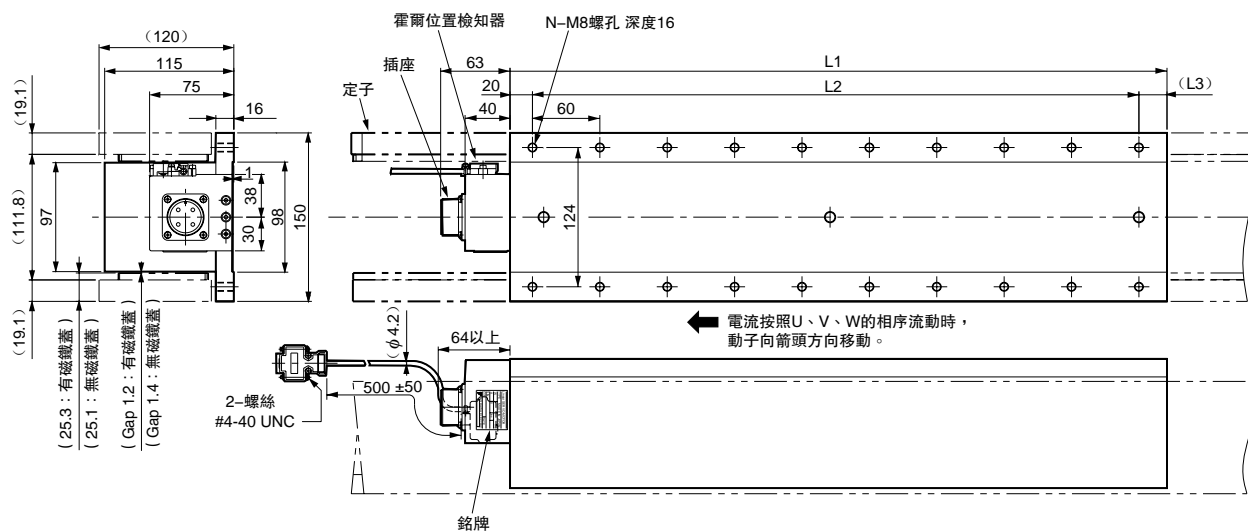 霍爾位置檢知器
N–M8螺孔 深度16
（120）
115
63
插座
L1
75
20
L2
（L3）
定子
16
40
60
（19.1）
1
38
97
98
150
124
（111.8）
30
（19.1）
電流按照U、V、W的相序流動時，
動子向箭頭方向移動。
（φ4.2）
64以上
500 ±50
2–螺絲
#4-40 UNC
( 25.3：有磁鐵蓋 )
( 25.1：無磁鐵蓋 )
( Gap 1.2：有磁鐵蓋 )
( Gap 1.4：無磁鐵蓋 )
銘牌